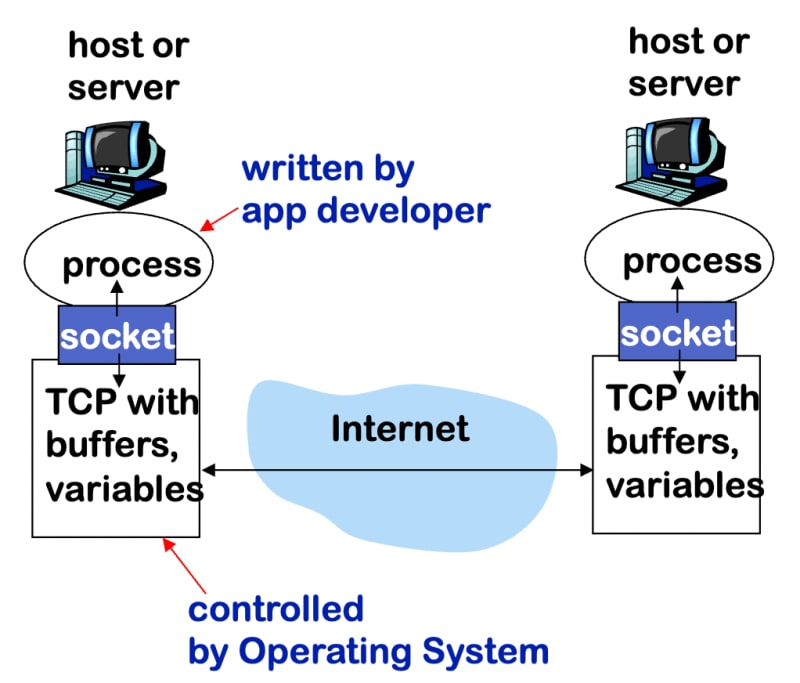 host or
server
written by
app developer
process
socket
TCP with
buffers,
variables
Internet
host or
server
process
socket
TCP with
buffers,
variables
controlled
by Operating System